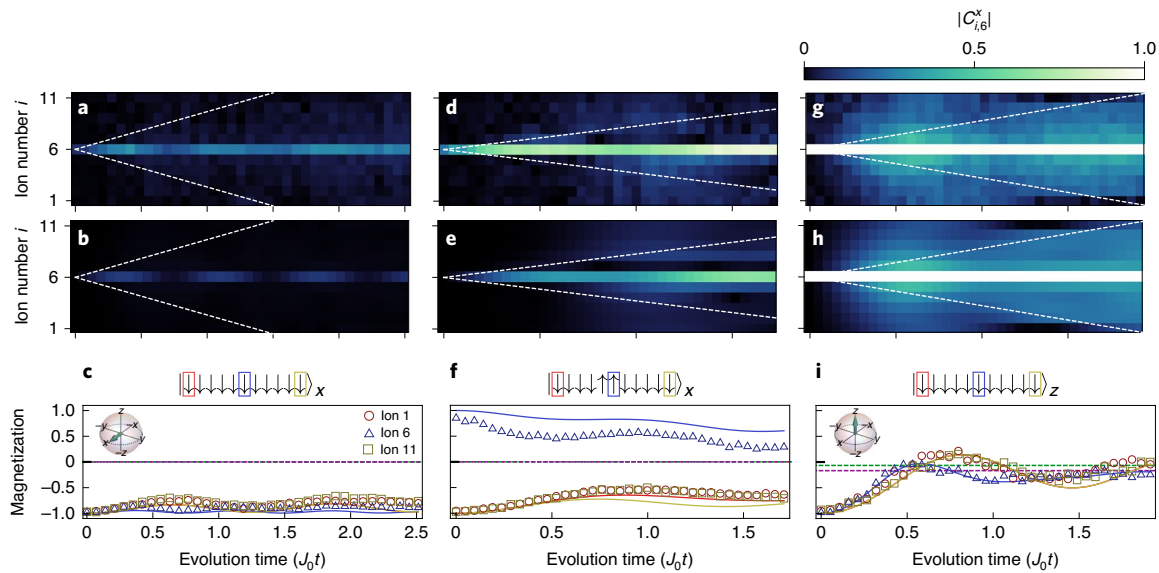 |C^x_{i,6}|
0 0.5 1.0
Ion number i
11
6
1
a
d
g
Ion number i
11
6
1
b
e
h
c
|↓↓↓↓↓↓↓↓↓↓↓⟩x
f
|↓↓↓↓↑↑↓↓↓↓↓⟩x
i
|↓↓↓↓↓↓↓↓↓↓↓⟩z
Magnetization
1.0
0.5
0
−0.5
−1.0
z
−y −x
x y
−z
Ion 1
Ion 6
Ion 11
z
−y −x
x y
−z
0 0.5 1.0 1.5 2.0 2.5
0 0.5 1.0 1.5
0 0.5 1.0 1.5
Evolution time (J₀t)
Evolution time (J₀t)
Evolution time (J₀t)